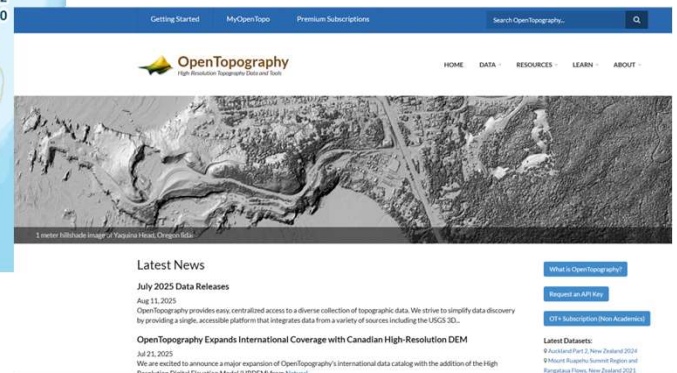 Getting Started MyOpenTopo Premium Subscriptions Search OpenTopography...
OpenTopography
High-Resolution Topography Data and Tools
HOME DATA RESOURCES LEARN ABOUT
1 meter hillshade image of Yaquina Head, Oregon lidar
Latest News
July 2025 Data Releases
Aug 11, 2025
OpenTopography provides easy, centralized access to a diverse collection of topographic data. We strive to simplify data discovery
by providing a single, accessible platform that integrates data from a variety of sources including the USGS 3D...
OpenTopography Expands International Coverage with Canadian High-Resolution DEM
Jul 21, 2025
We are excited to announce a major expansion of OpenTopography's international data catalog with the addition of the High
What is OpenTopography?
Request an API Key
OT+ Subscription (Non Academics)
Latest Datasets:
Auckland Part 2, New Zealand 2024
Mount Ruapehu Summit Region and
Rangataua Flows, New Zealand 2021